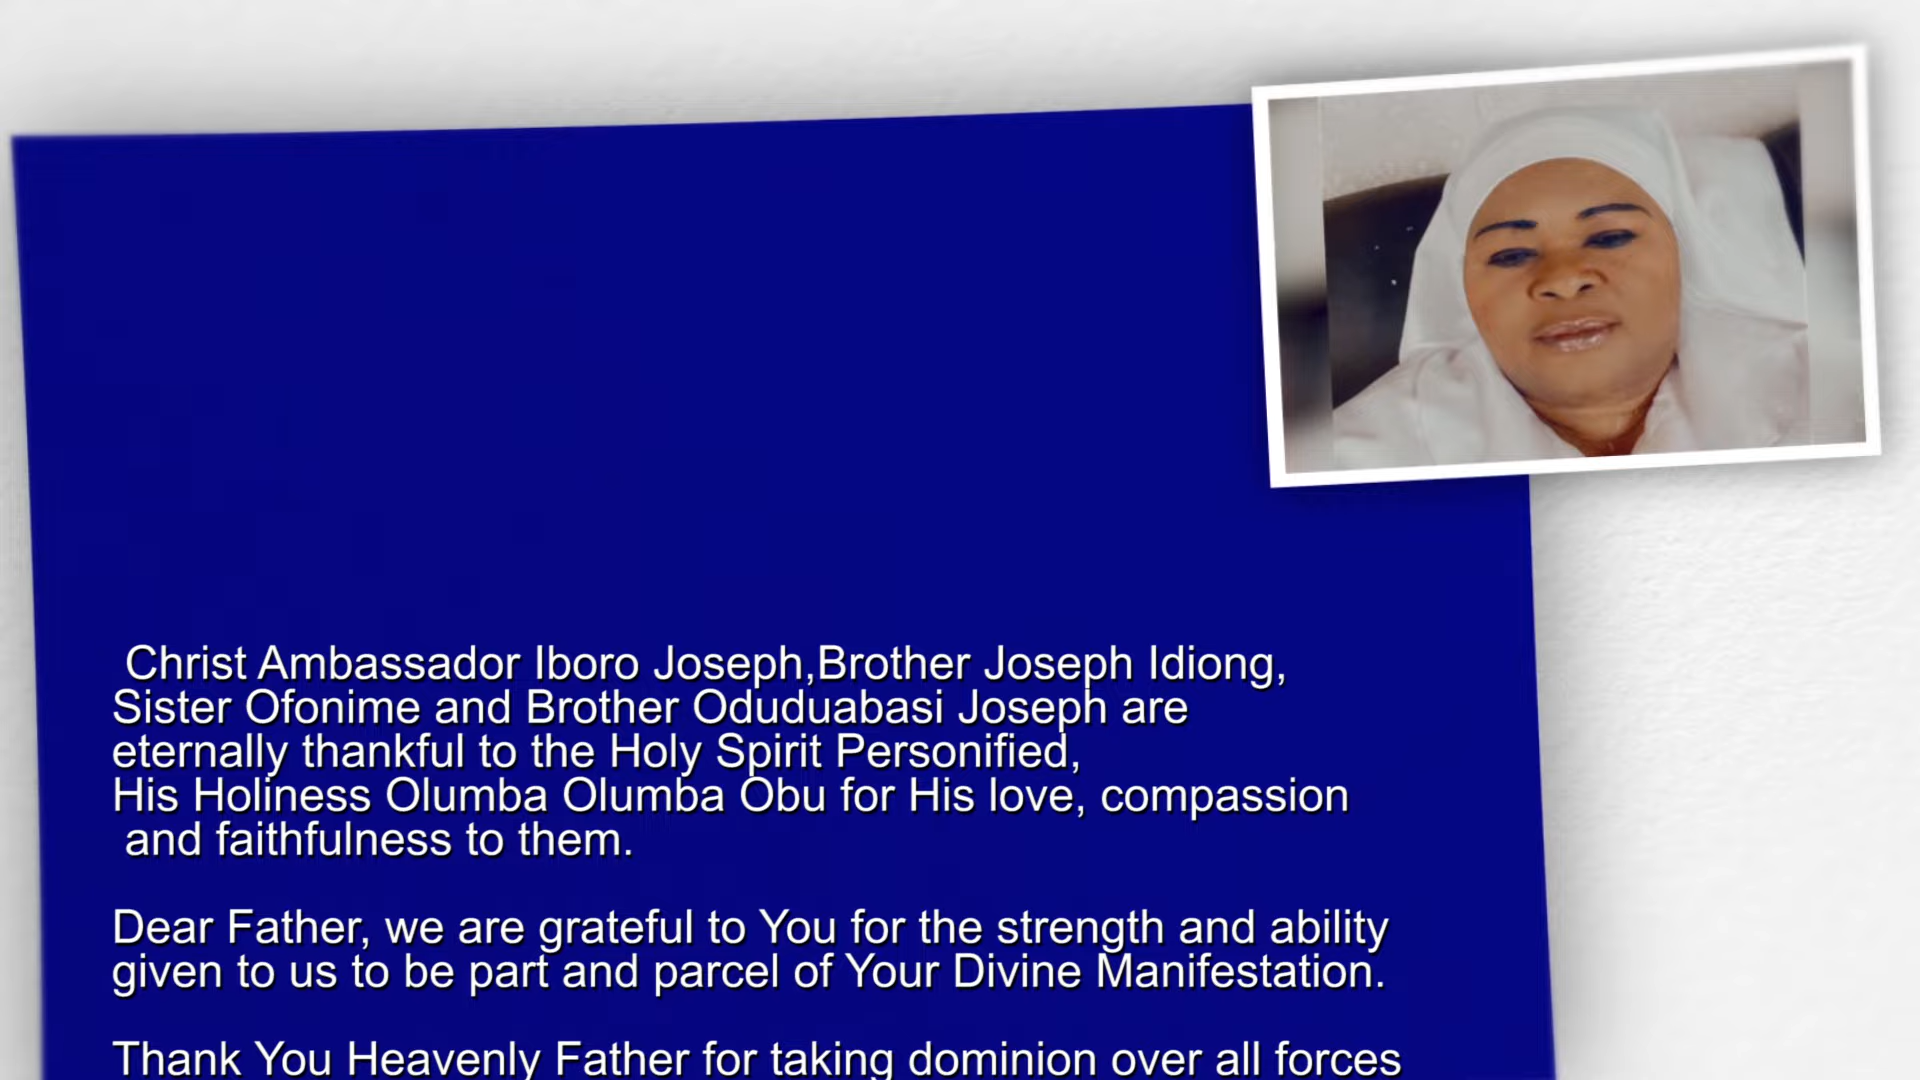 Christ Ambassador Iboro Joseph,Brother Joseph Idiong,
Sister Ofonime and Brother Oduduabasi Joseph are
eternally thankful to the Holy Spirit Personified,
His Holiness Olumba Olumba Obu for His love, compassion
and faithfulness to them.
Dear Father, we are grateful to You for the strength and ability
given to us to be part and parcel of Your Divine Manifestation.
Thank You Heavenly Father for taking dominion over all forces